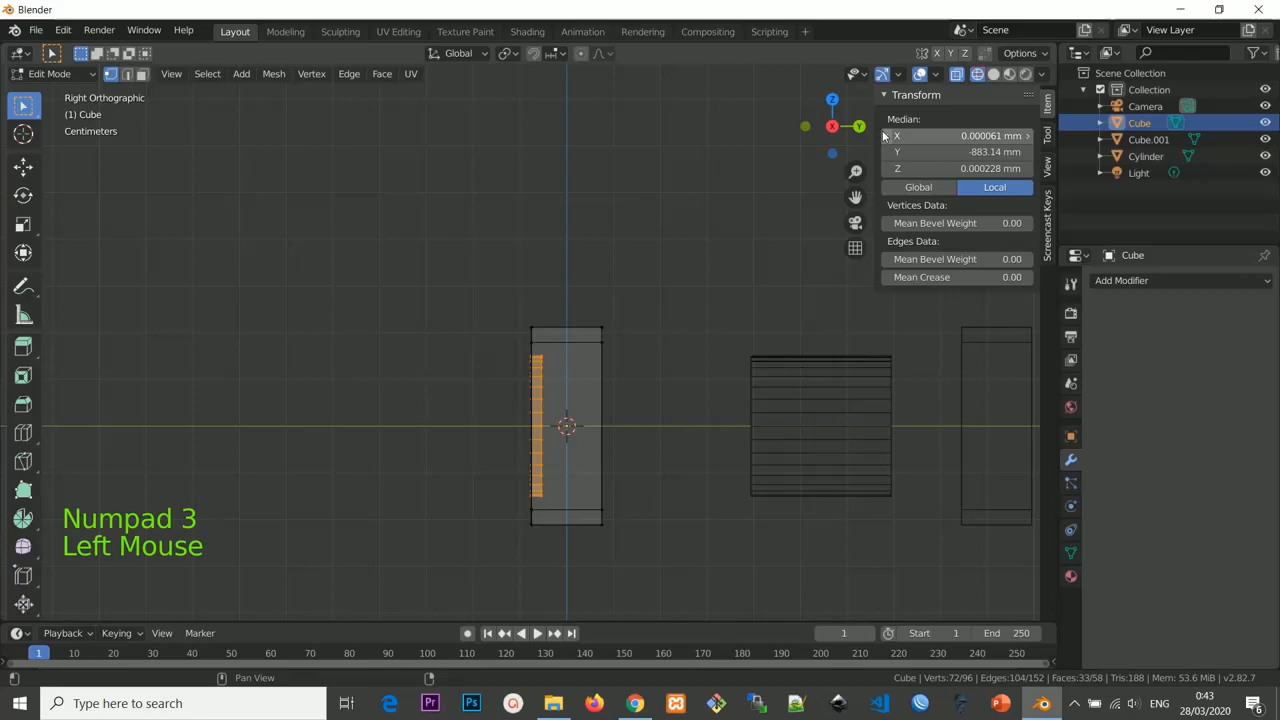 Blender
File Edit Render Window Help Layout Modeling Sculpting UV Editing Texture Paint Shading Animation Rendering Compositing Scripting + Scene View Layer
Global X Y Z Options
Edit Mode View Select Add Mesh Vertex Edge Face UV
Right Orthographic
(1) Cube
Centimeters
Z
X
Y
Transform
Median:
X 0.000061 mm
Y -883.14 mm
Z 0.000228 mm
Global Local
Vertices Data:
Mean Bevel Weight 0.00
Edges Data:
Mean Bevel Weight 0.00
Mean Crease 0.00
Item
Tool
View
Screencast Keys
Scene Collection
Collection
Camera
Cube
Cube.001
Cylinder
Light
Cube
Add Modifier
Numpad 3
Left Mouse
Playback Keying View Marker 1 Start 1 End 250
1 10 20 30 40 50 60 70 80 90 100 110 120 130 140 150 160 170 180 190 200 210 220 230 240 250
Pan View Cube | Verts:72/96 | Edges:104/152 | Faces:33/58 | Tris:188 | Mem: 53.6 MiB | v2.82.7
Type here to search
ENG
0:43
28/03/2020
6